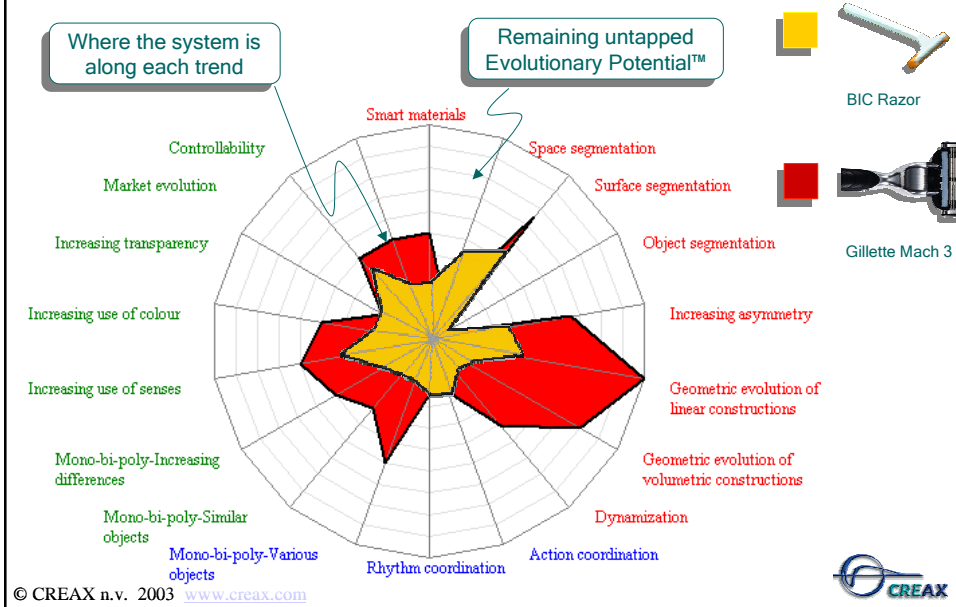 Where the system is
along each trend
Remaining untapped
Evolutionary Potential™
BIC Razor
Gillette Mach 3
Smart materials
Space segmentation
Surface segmentation
Object segmentation
Increasing asymmetry
Geometric evolution of
linear constructions
Geometric evolution of
volumetric constructions
Dynamization
Action coordination
Rhythm coordination
Mono-bi-poly-Various
objects
Mono-bi-poly-Similar
objects
Mono-bi-poly-Increasing
differences
Increasing use of senses
Increasing use of colour
Increasing transparency
Market evolution
Controllability
© CREAX n.v. 2003 www.creax.com
CREAX